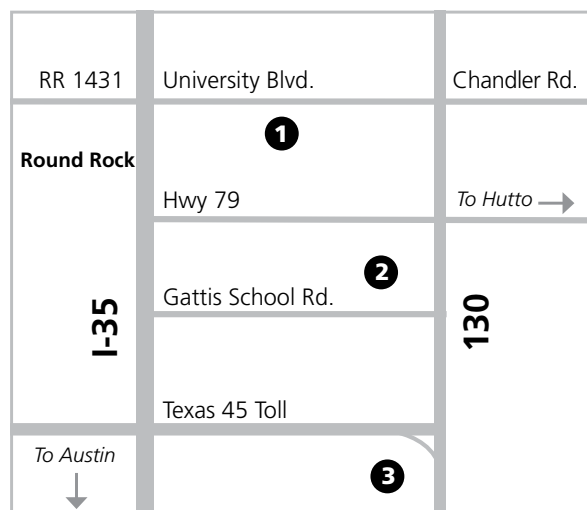 RR 1431
University Blvd.
Chandler Rd.
1
Round Rock
Hwy 79
To Hutto
2
Gattis School Rd.
I-35
130
Texas 45 Toll
To Austin
3